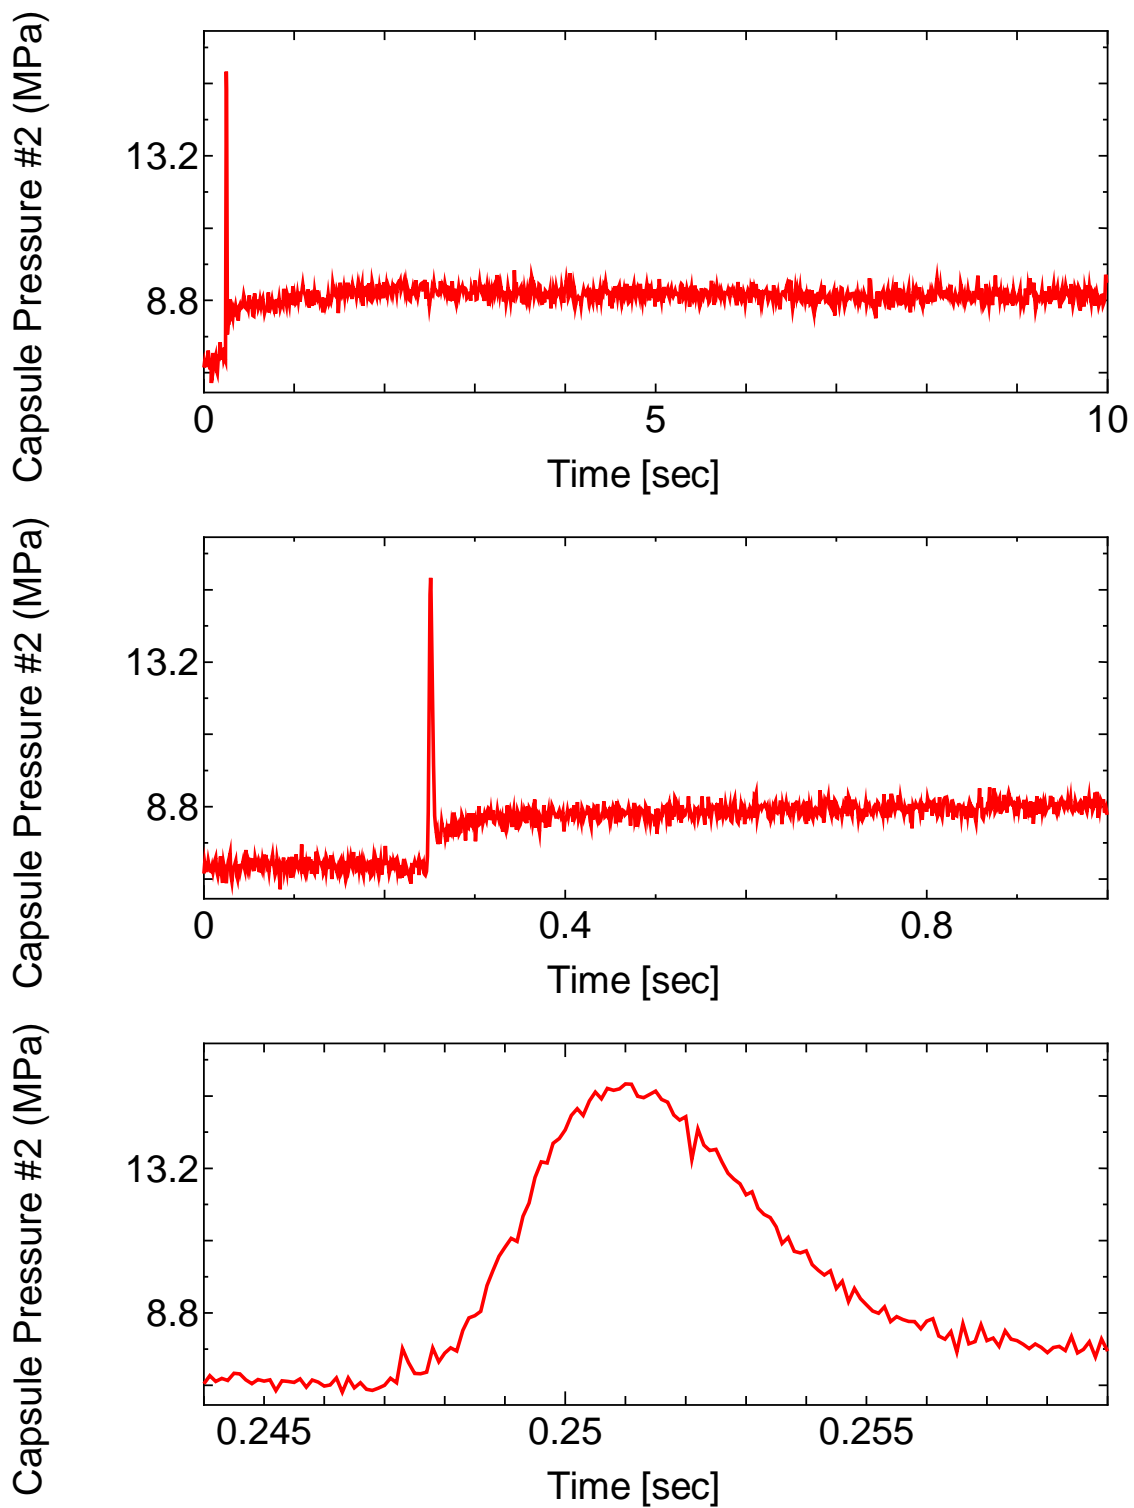 Capsule Pressure #2 (MPa)
13.2
8.8
0 5 10
Time [sec]
Capsule Pressure #2 (MPa)
13.2
8.8
0 0.4 0.8
Time [sec]
Capsule Pressure #2 (MPa)
13.2
8.8
0.245 0.25 0.255
Time [sec]